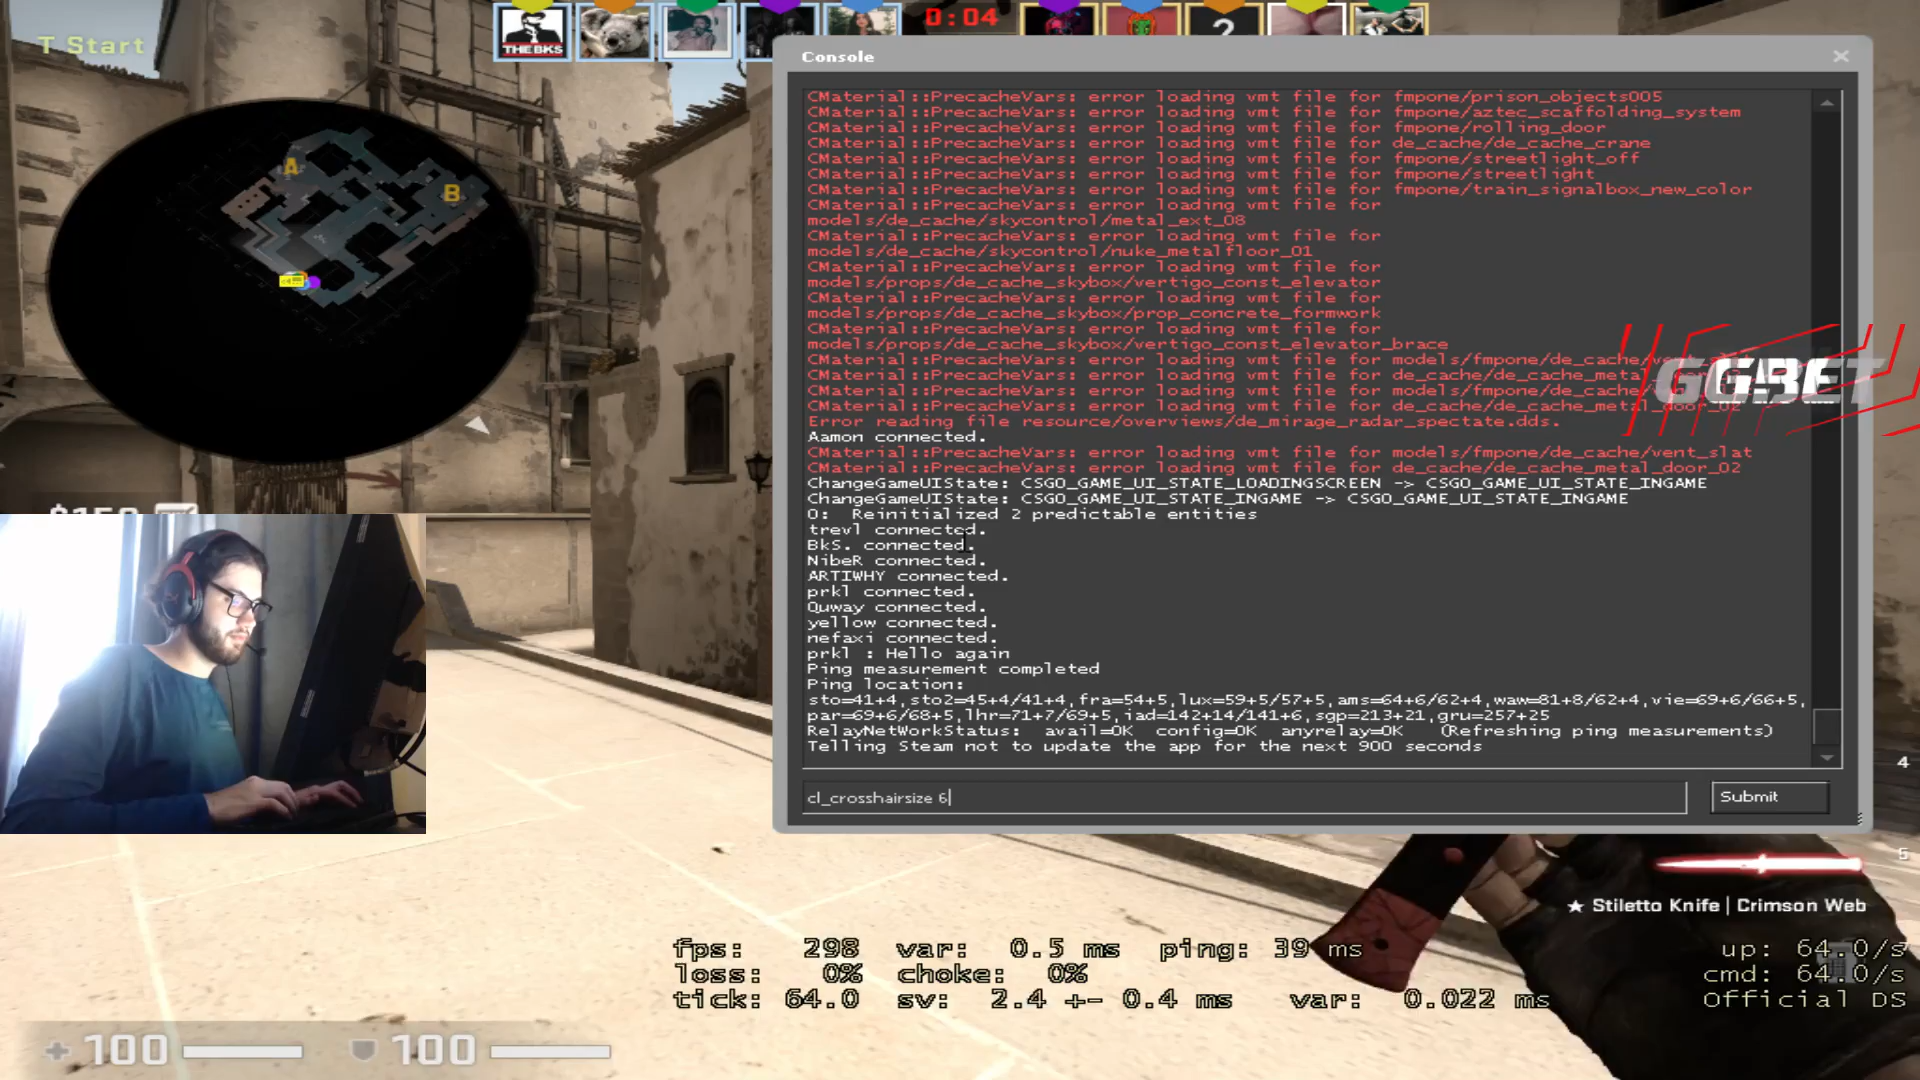 T Start
THE BKS
0:04
?
Console
CMaterial::PrecacheVars: error loading vmt file for fmpone/prison_objects005
CMaterial::PrecacheVars: error loading vmt file for fmpone/aztec_scaffolding_system
CMaterial::PrecacheVars: error loading vmt file for fmpone/rolling_door
CMaterial::PrecacheVars: error loading vmt file for de_cache/de_cache_crane
CMaterial::PrecacheVars: error loading vmt file for fmpone/streetlight_off
CMaterial::PrecacheVars: error loading vmt file for fmpone/streetlight
CMaterial::PrecacheVars: error loading vmt file for fmpone/train_signalbox_new_color
CMaterial::PrecacheVars: error loading vmt file for
models/de_cache/skycontrol/metal_ext_08
CMaterial::PrecacheVars: error loading vmt file for
models/de_cache/skycontrol/nuke_metalfloor_01
CMaterial::PrecacheVars: error loading vmt file for
models/props/de_cache_skybox/vertigo_const_elevator
CMaterial::PrecacheVars: error loading vmt file for
models/props/de_cache_skybox/prop_concrete_formwork
CMaterial::PrecacheVars: error loading vmt file for
models/props/de_cache_skybox/vertigo_const_elevator_brace
CMaterial::PrecacheVars: error loading vmt file for models/fmpone/de_cache/vent_slat
CMaterial::PrecacheVars: error loading vmt file for de_cache/de_cache_meta
CMaterial::PrecacheVars: error loading vmt file for models/fmpone/de_cache
CMaterial::PrecacheVars: error loading vmt file for de_cache/de_cache_metal_door_02
Error reading file resource/overviews/de_mirage_radar_spectate.dds.
Aamon connected.
CMaterial::PrecacheVars: error loading vmt file for models/fmpone/de_cache/vent_slat
CMaterial::PrecacheVars: error loading vmt file for de_cache/de_cache_metal_door_02
ChangeGameUIState: CSGO_GAME_UI_STATE_LOADINGSCREEN -> CSGO_GAME_UI_STATE_INGAME
ChangeGameUIState: CSGO_GAME_UI_STATE_INGAME -> CSGO_GAME_UI_STATE_INGAME
0: Reinitialized 2 predictable entities
trevl connected.
BkS. connected.
NibeR connected.
ARTIWHY connected.
prkl connected.
Quway connected.
yellow connected.
nefaxi connected.
prkl : Hello again
Ping measurement completed
Ping location:
sto=41+4,sto2=45+4/41+4,fra=54+5,lux=59+5/57+5,ams=64+6/62+4,waw=81+8/62+4,vie=69+6/66+5,
par=69+6/68+5,lhr=71+7/69+5,iad=142+14/141+6,sgp=213+21,gru=257+25
RelayNetWorkStatus: avail=OK config=OK anyrelay=OK (Refreshing ping measurements)
Telling Steam not to update the app for the next 900 seconds
cl_crosshairsize 6
Submit
A
B
GGBET
4
5
★ Stiletto Knife | Crimson Web
fps: 298 var: 0.5 ms ping: 39 ms
loss: 0% choke: 0%
tick: 64.0 sv: 2.4 +- 0.4 ms var: 0.022 ms
up: 64.0/s
cmd: 64.0/s
Official DS
100
100